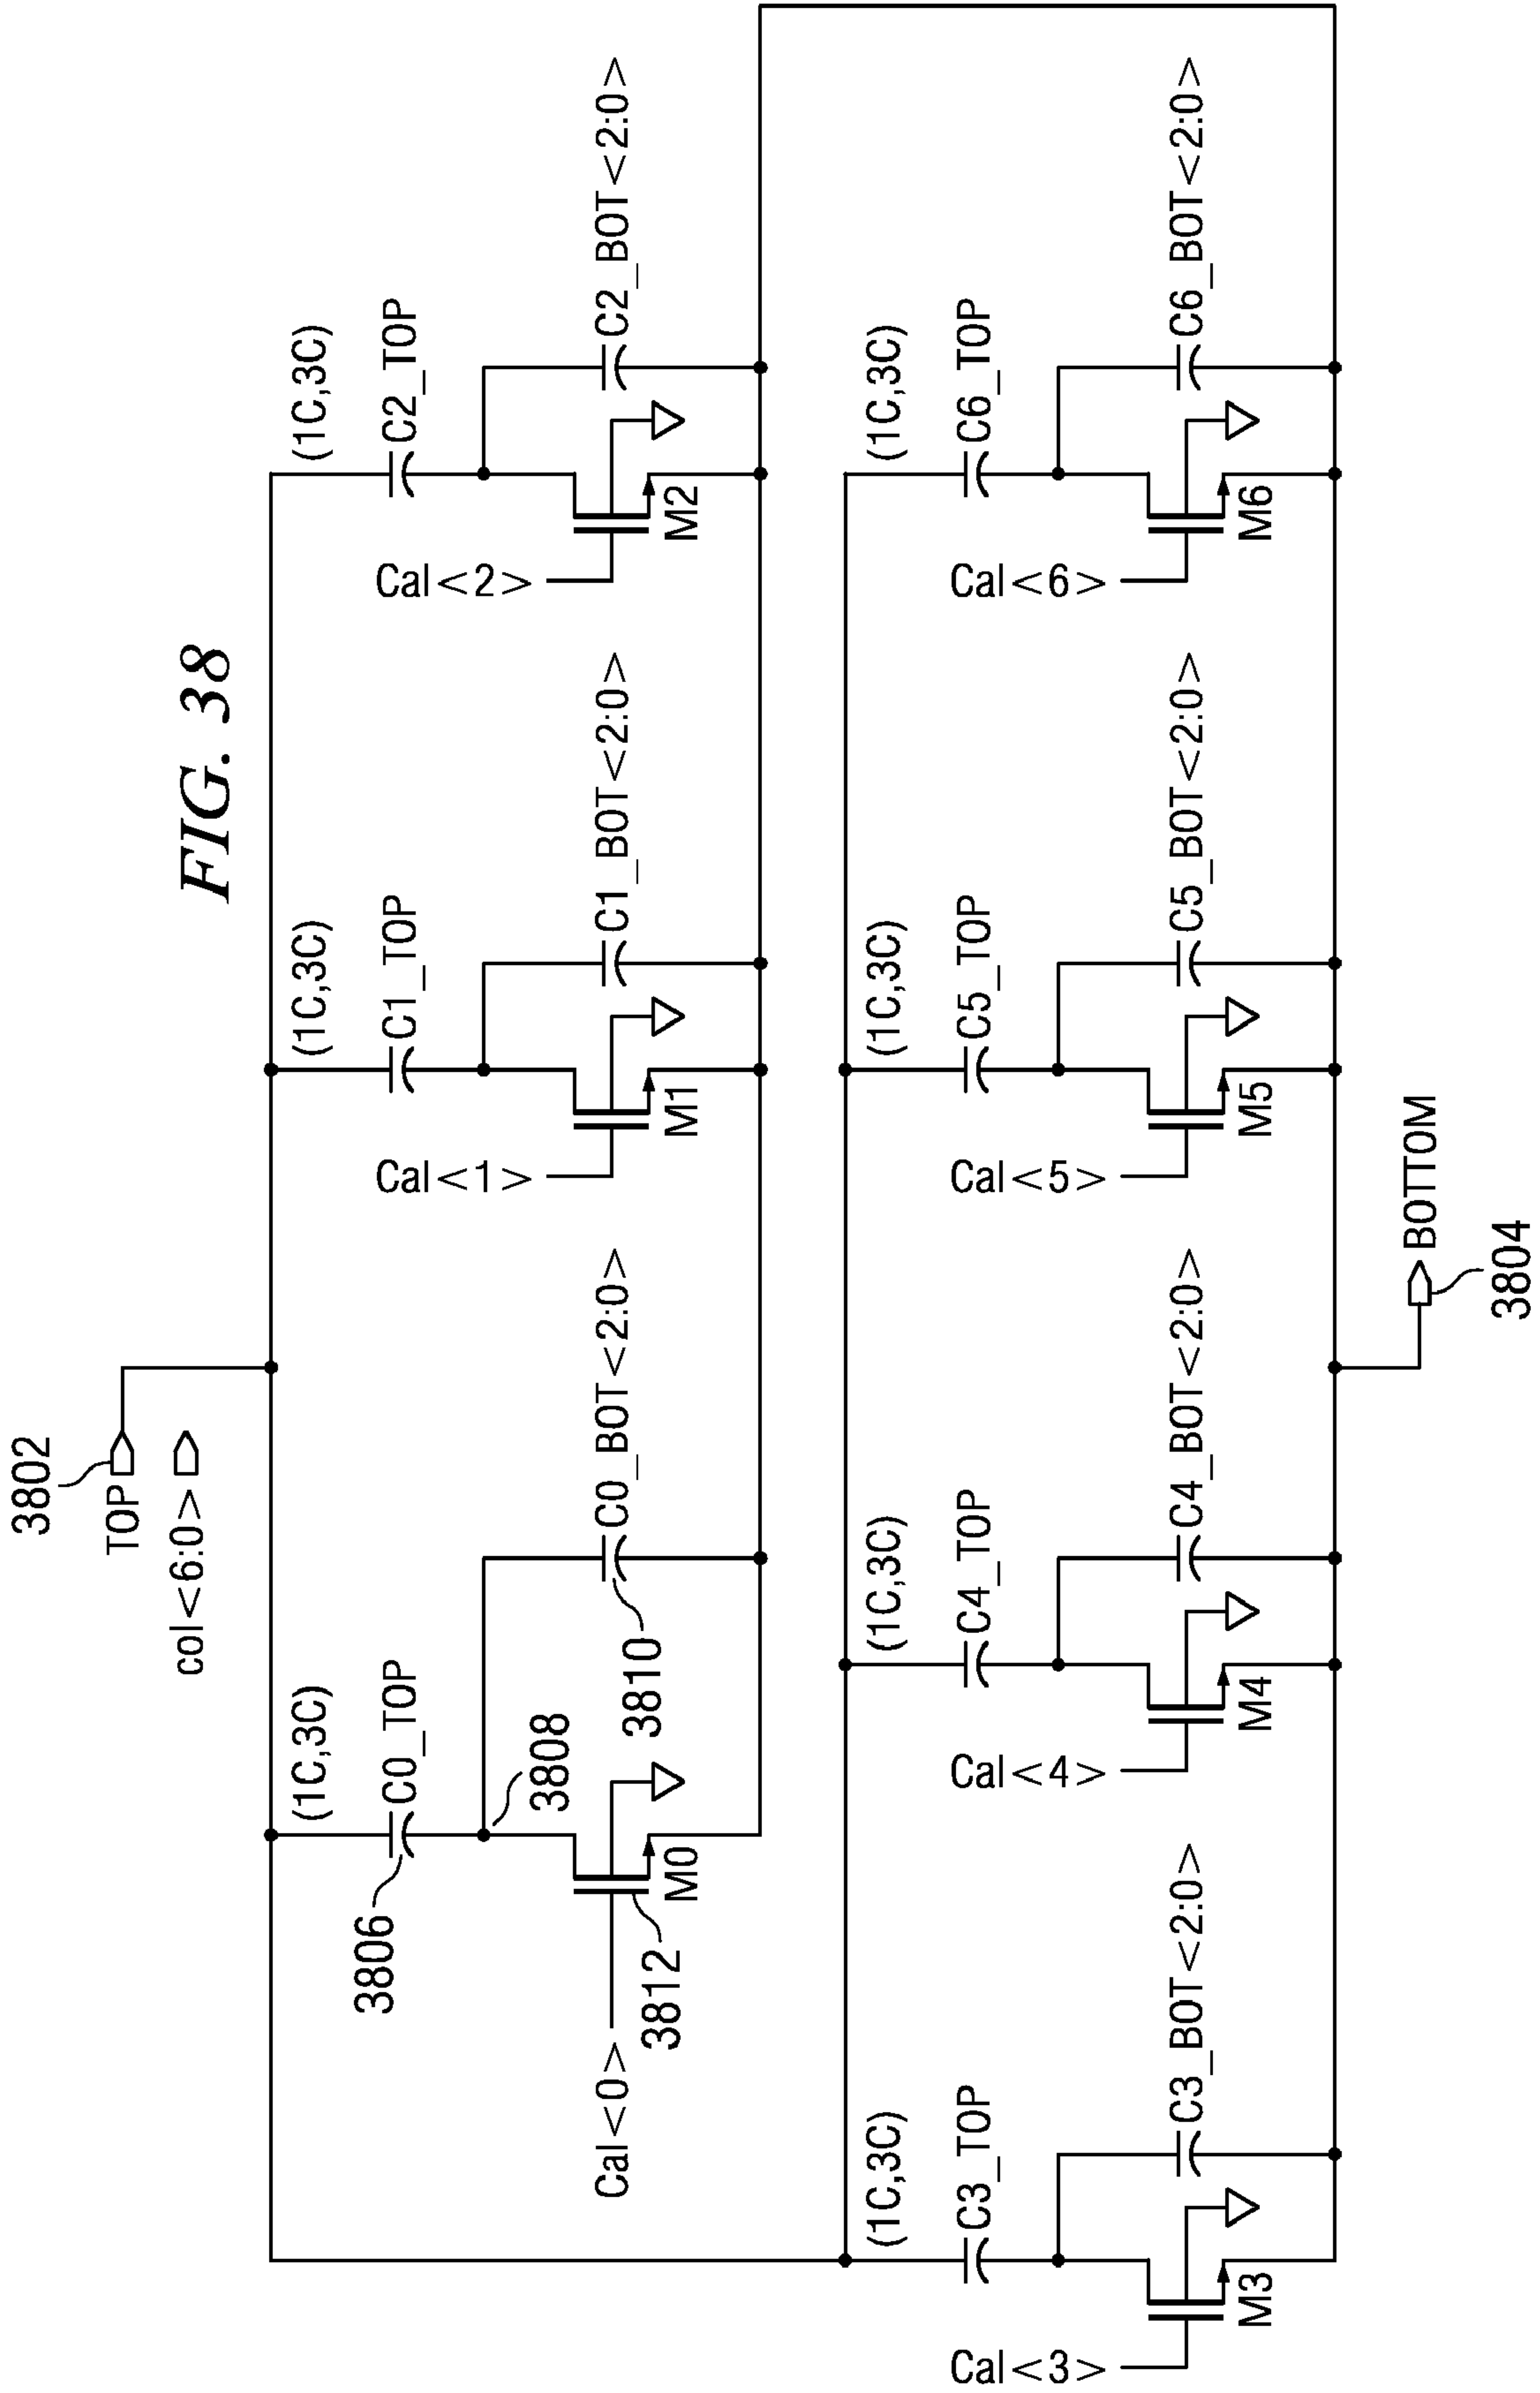 FIG. 38
3802
TOP
col<6:0>
(1C,3C)
C0_TOP
3806
3808
Cal<0>
3812
M0
3810
C0_BOT<2:0>
(1C,3C)
C1_TOP
Cal<1>
M1
C1_BOT<2:0>
(1C,3C)
C2_TOP
Cal<2>
M2
C2_BOT<2:0>
(1C,3C)
C3_TOP
Cal<3>
M3
C3_BOT<2:0>
(1C,3C)
C4_TOP
Cal<4>
M4
C4_BOT<2:0>
(1C,3C)
C5_TOP
Cal<5>
M5
C5_BOT<2:0>
(1C,3C)
C6_TOP
Cal<6>
M6
C6_BOT<2:0>
BOTTOM
3804